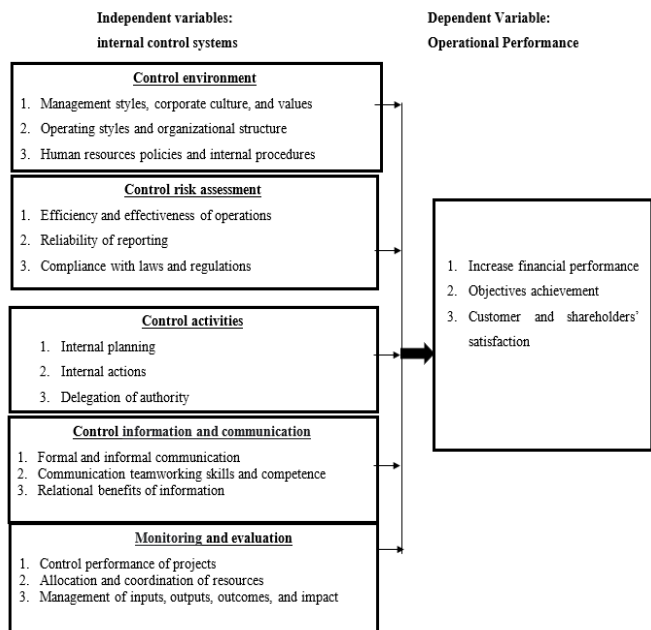 Independent variables:
internal control systems
Dependent Variable:
Operational Performance
Control environment
1. Management styles, corporate culture, and values
2. Operating styles and organizational structure
3. Human resources policies and internal procedures
Control risk assessment
1. Efficiency and effectiveness of operations
2. Reliability of reporting
3. Compliance with laws and regulations
Control activities
1. Internal planning
2. Internal actions
3. Delegation of authority
Control information and communication
1. Formal and informal communication
2. Communication teamworking skills and competence
3. Relational benefits of information
Monitoring and evaluation
1. Control performance of projects
2. Allocation and coordination of resources
3. Management of inputs, outputs, outcomes, and impact
1. Increase financial performance
2. Objectives achievement
3. Customer and shareholders’
satisfaction